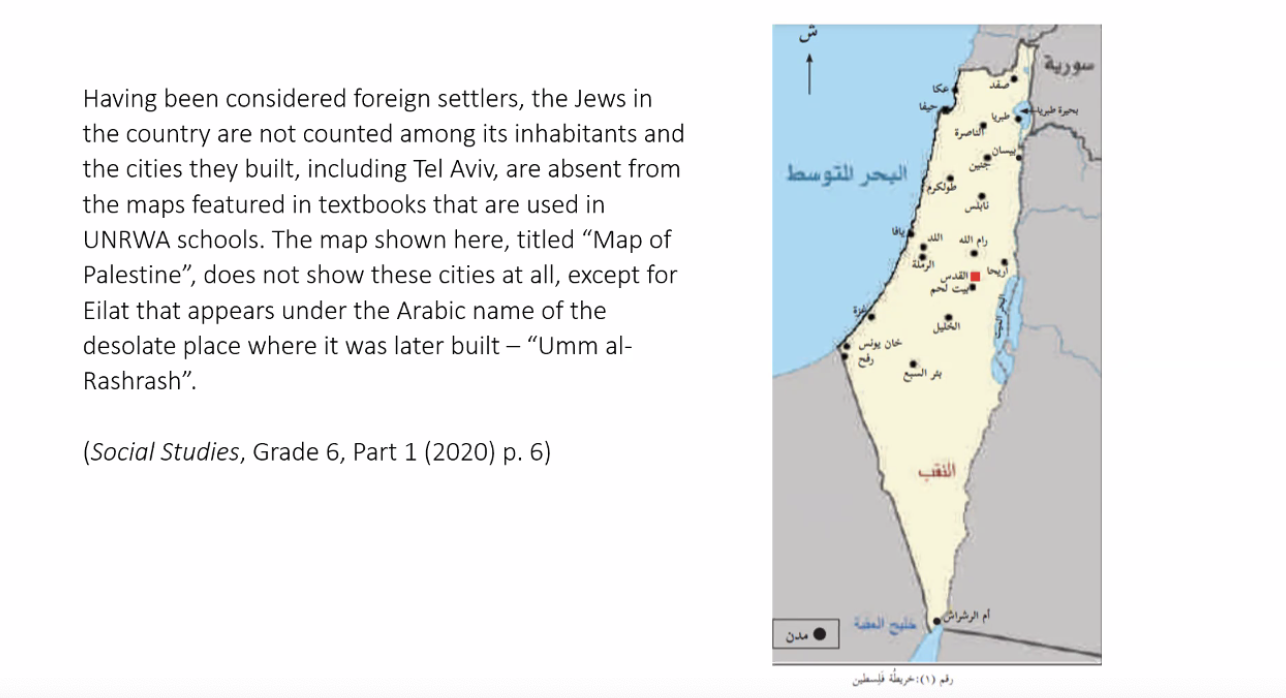 Having been considered foreign settlers, the Jews in
the country are not counted among its inhabitants and
the cities they built, including Tel Aviv, are absent from
the maps featured in textbooks that are used in
UNRWA schools. The map shown here, titled “Map of
Palestine”, does not show these cities at all, except for
Eilat that appears under the Arabic name of the
desolate place where it was later built – “Umm al-
Rashrash”.
(Social Studies, Grade 6, Part 1 (2020) p. 6)
ش
سورية
صفد
عكا
حيفا
بحيرة طبريا
طبريا
الناصرة
بيسان
جنين
البحر المتوسط
طولكرم
نابلس
يافا
اللد
رام الله
الرملة
أريحا
القدس
بيت لحم
البحر الميت
غزة
الخليل
خان يونس
رفح
بئر السبع
النقب
أم الرشراش
خليج العقبة
مدن
رقم (١): خريطة فلسطين